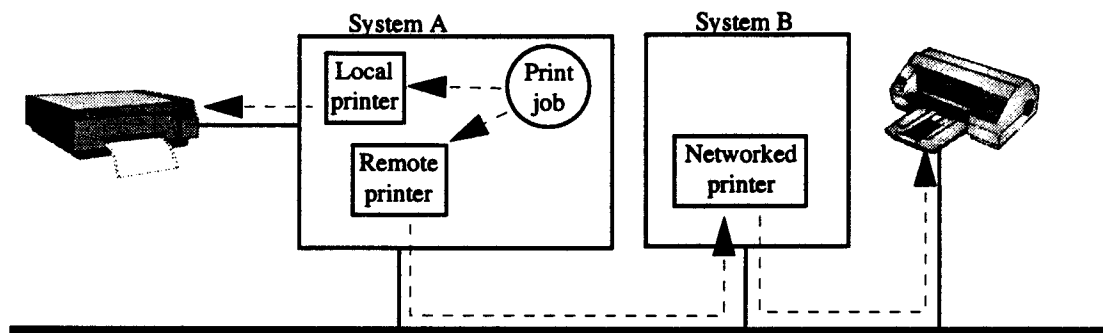 System A
System B
Local
printer
Print
job
Remote
printer
Networked
printer